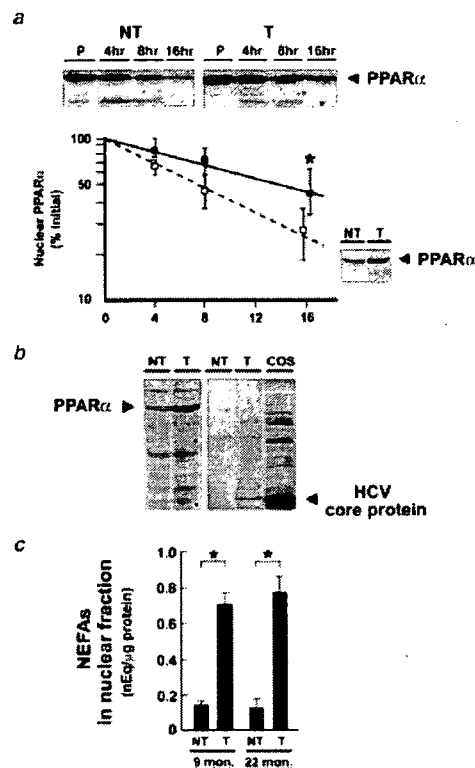 a
NT T
P 4hr 8hr 16hr P 4hr 8hr 16hr
PPARα
100
50
10
Nuclear PPARα
(% initial)
*
0 4 8 12 16
NT T
PPARα
b
NT T NT T COS
PPARα
HCV
core protein
c
NEFAs
in nuclear fraction
(nEq/μg protein)
1.0
0.8
0.6
0.4
0.2
0
* *
NT T NT T
9 mon. 22 mon.